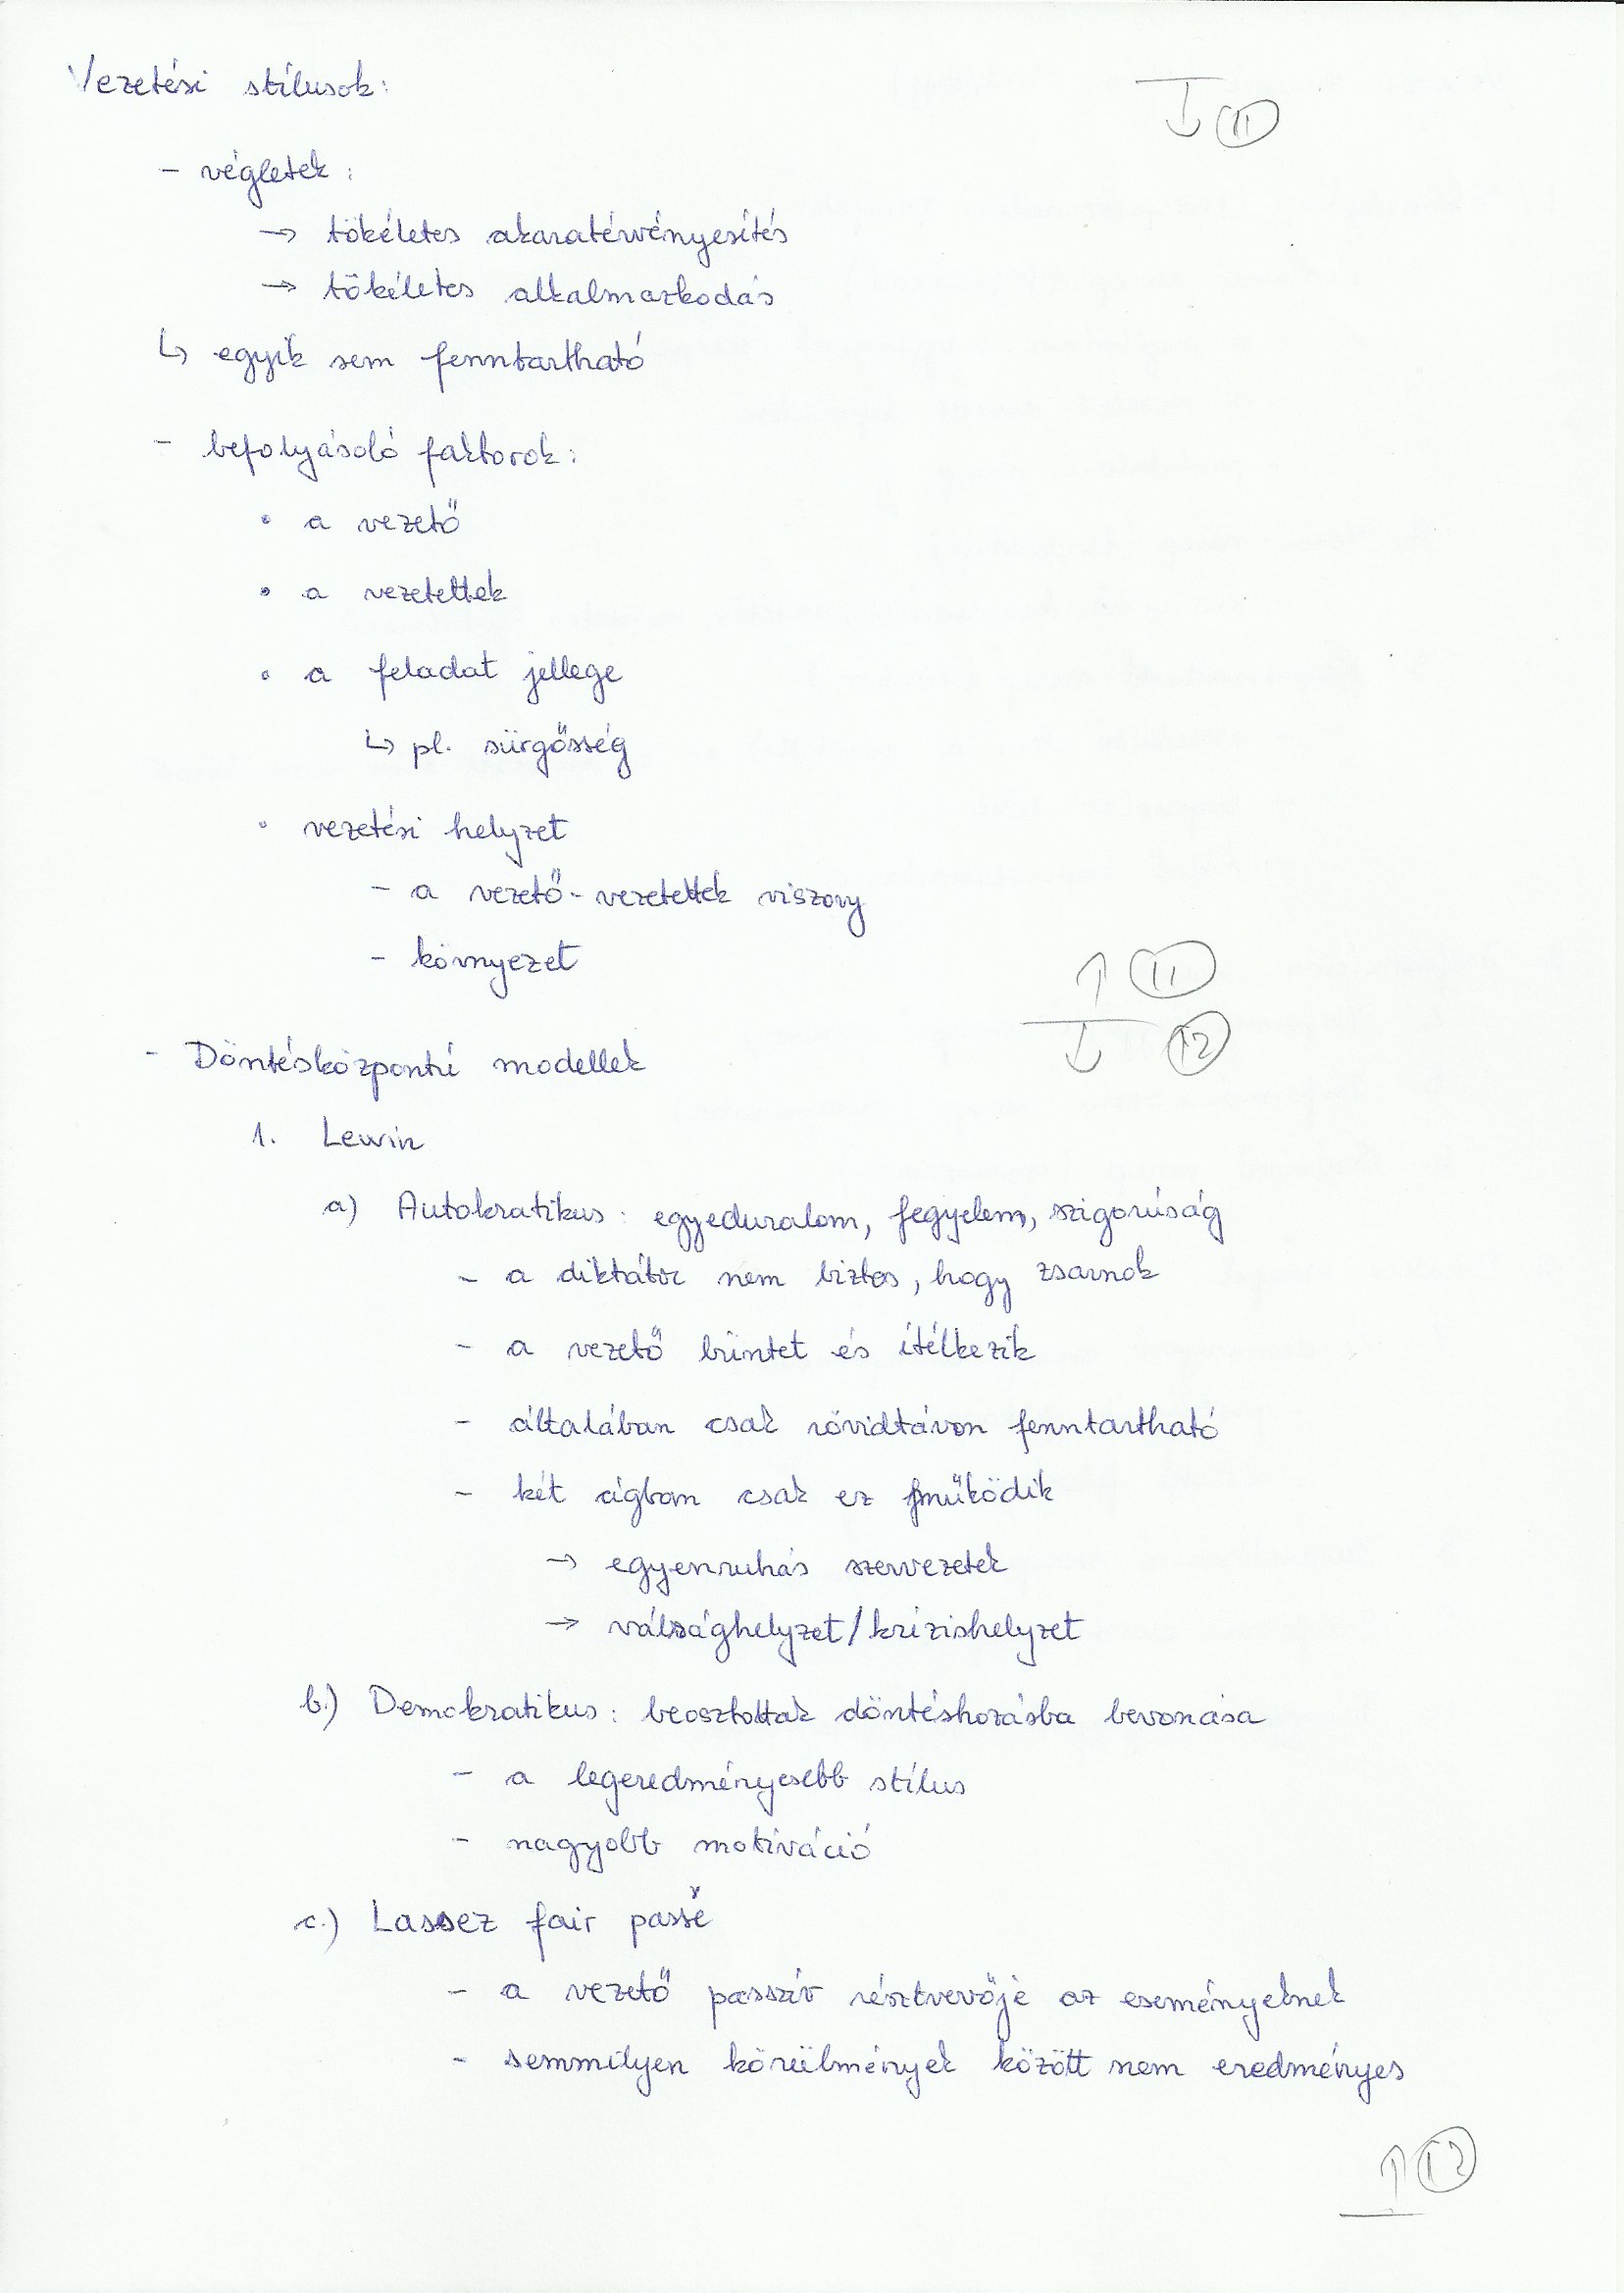 Vezetési stílusok:
↓ 11
- végletek:
→ tökéletes akaratérvényesítés
→ tökéletes alkalmazkodás
↳ egyik sem fenntartható
- befolyásoló faktorok:
• a vezető
• a vezetettek
• a feladat jellege
↳ pl. sürgősség
• vezetési helyzet
- a vezető-vezetettek viszony
- környezet
↑ 11
↓ 12
- Döntésközpontú modellek
1. Lewin
a) Autokratikus: egyeduralom, fegyelem, szigorúság
- a diktátor nem biztos, hogy zsarnok
- a vezető büntet és ítélkezik
- általában csak rövidtávon fenntartható
- két ágban csak ez működik
→ egyenruhás szervezetek
→ válsághelyzet/krízishelyzet
b.) Demokratikus: beosztottak döntéshozásba bevonása
- a legeredményesebb stílus
- nagyobb motiváció
c.) Lassez fair passé
- a vezető passzív résztvevője az eseményeknek
- semmilyen körülmények között nem eredményes
↑ 12